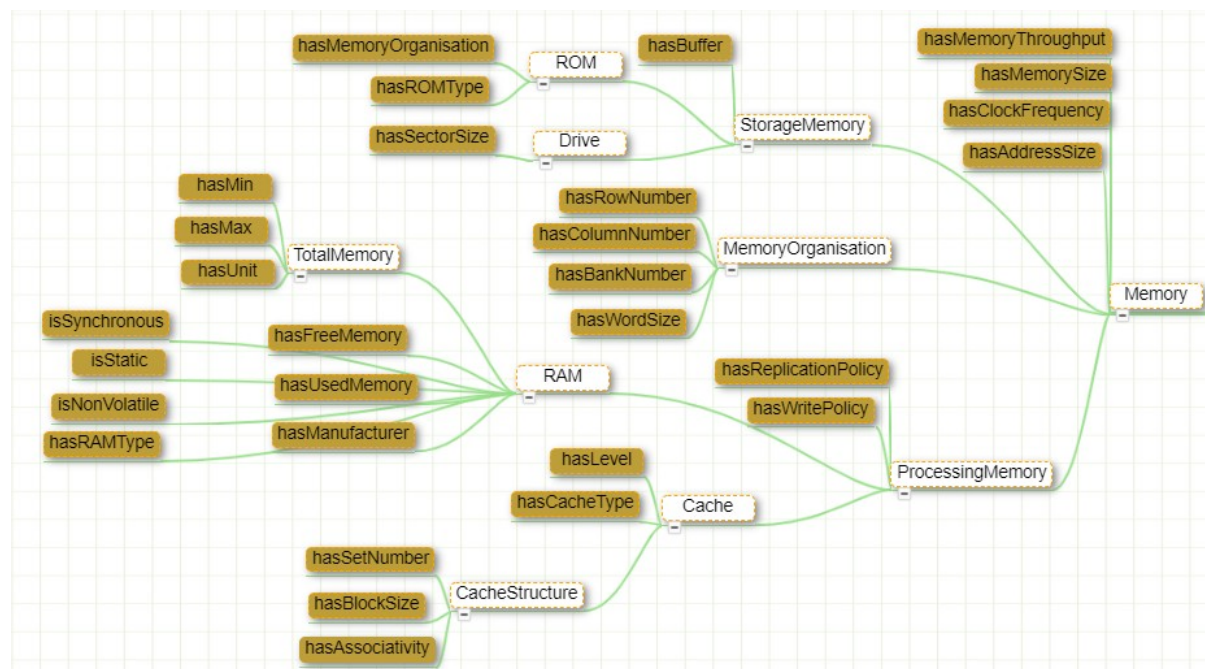 hasMemoryOrganisation
ROM
hasBuffer
hasMemoryThroughput
hasMemorySize
hasROMType
hasClockFrequency
StorageMemory
hasSectorSize
Drive
hasAddressSize
hasMin
hasRowNumber
hasMax
hasColumnNumber
TotalMemory
MemoryOrganisation
hasUnit
hasBankNumber
Memory
isSynchronous
hasWordSize
hasFreeMemory
isStatic
hasUsedMemory
RAM
hasReplicationPolicy
isNonVolatile
hasWritePolicy
hasRAMType
hasManufacturer
hasLevel
ProcessingMemory
hasCacheType
Cache
hasSetNumber
CacheStructure
hasBlockSize
hasAssociativity